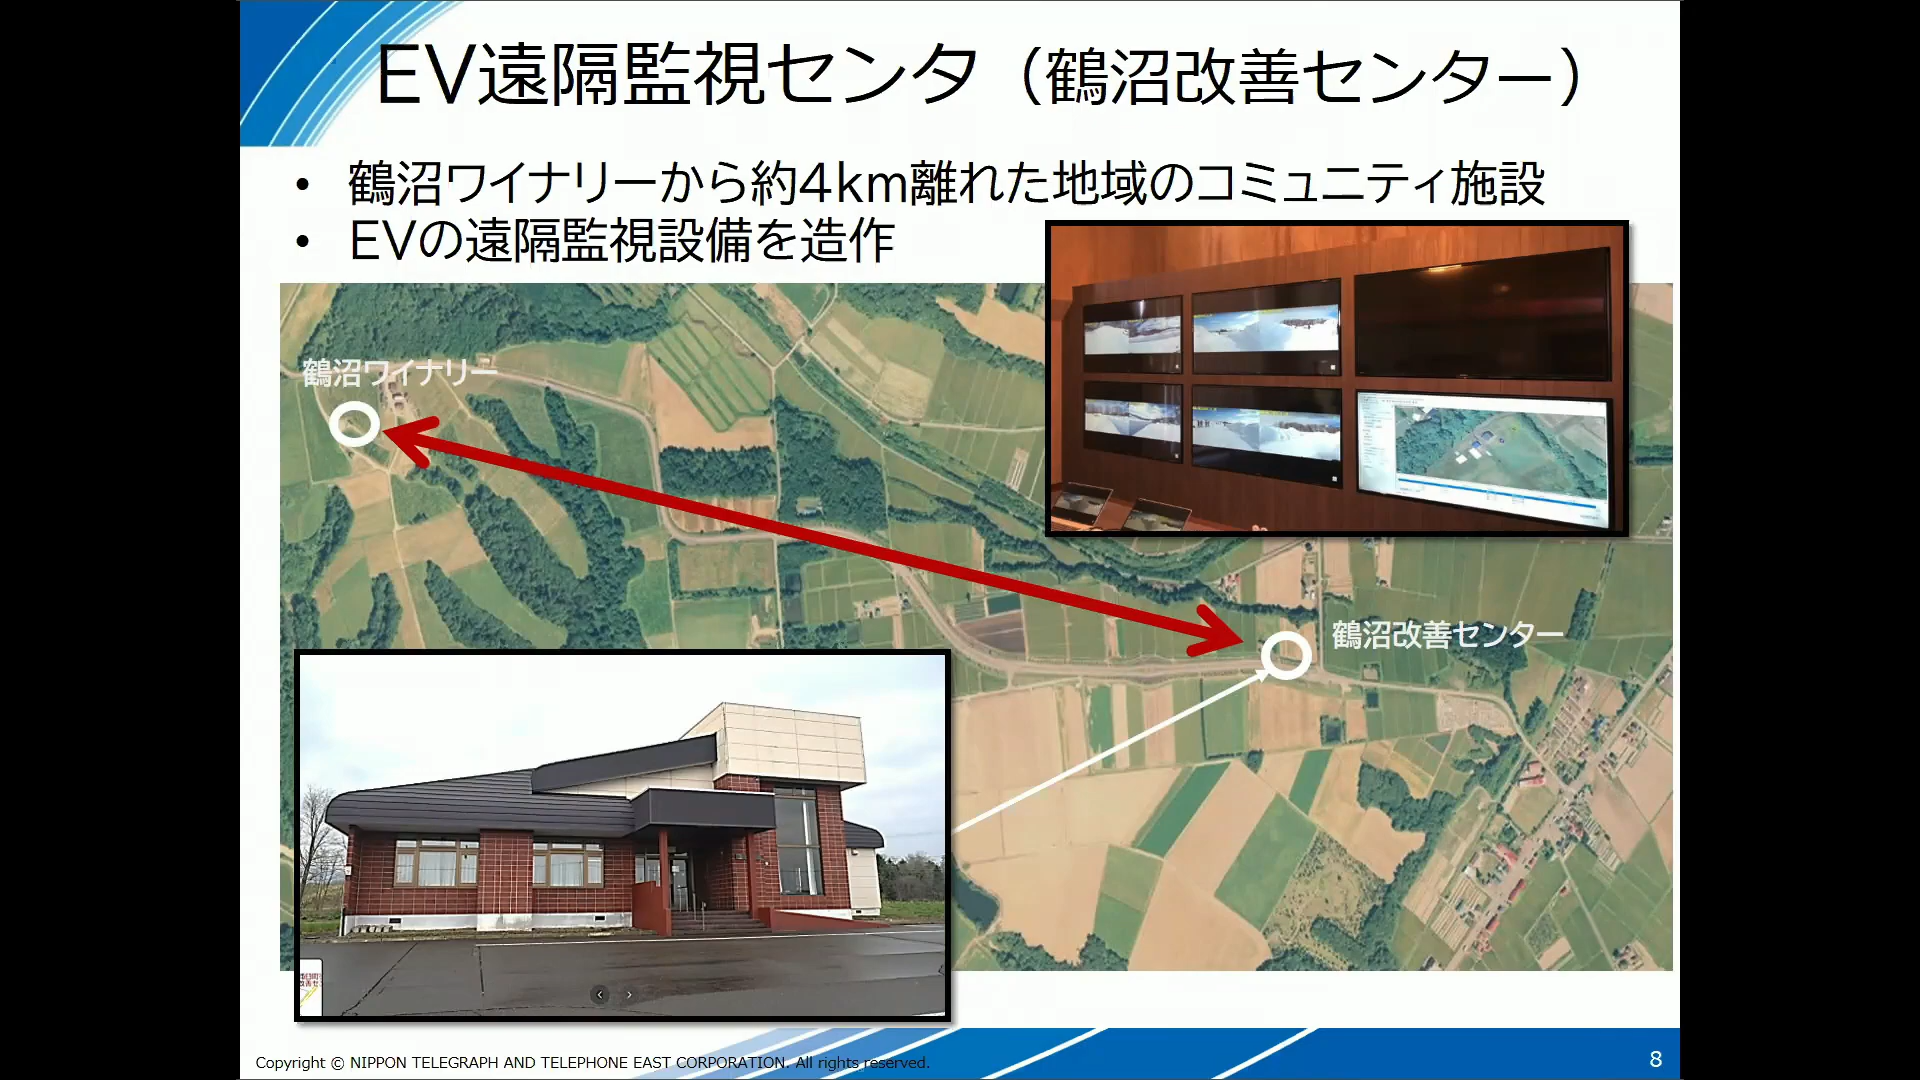 EV遠隔監視センタ（鶴沼改善センター）
• 鶴沼ワイナリーから約4km離れた地域のコミュニティ施設
• EVの遠隔監視設備を造作
鶴沼ワイナリー
鶴沼改善センター
Copyright © NIPPON TELEGRAPH AND TELEPHONE EAST CORPORATION. All rights reserved.
8